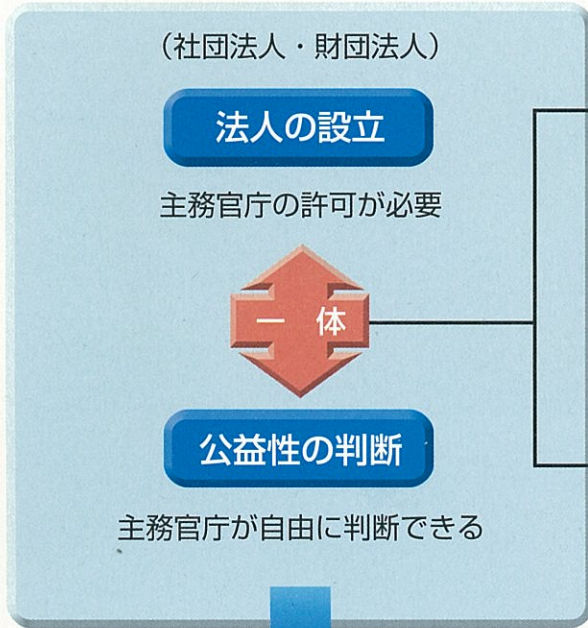 （社団法人・財団法人）
法人の設立
主務官庁の許可が必要
一 体
公益性の判断
主務官庁が自由に判断できる